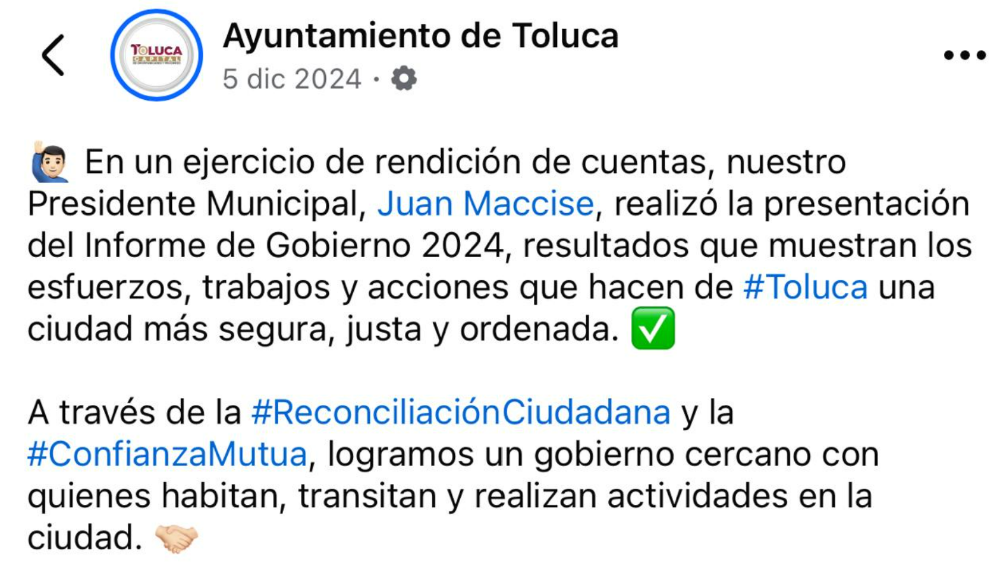 TOLUCA
CAPITAL
Ayuntamiento de Toluca
5 dic 2024 ·
🙋🏻‍♂️ En un ejercicio de rendición de cuentas, nuestro
Presidente Municipal, Juan Maccise, realizó la presentación
del Informe de Gobierno 2024, resultados que muestran los
esfuerzos, trabajos y acciones que hacen de #Toluca una
ciudad más segura, justa y ordenada. ✅
A través de la #ReconciliaciónCiudadana y la
#ConfianzaMutua, logramos un gobierno cercano con
quienes habitan, transitan y realizan actividades en la
ciudad. 🤝🏻